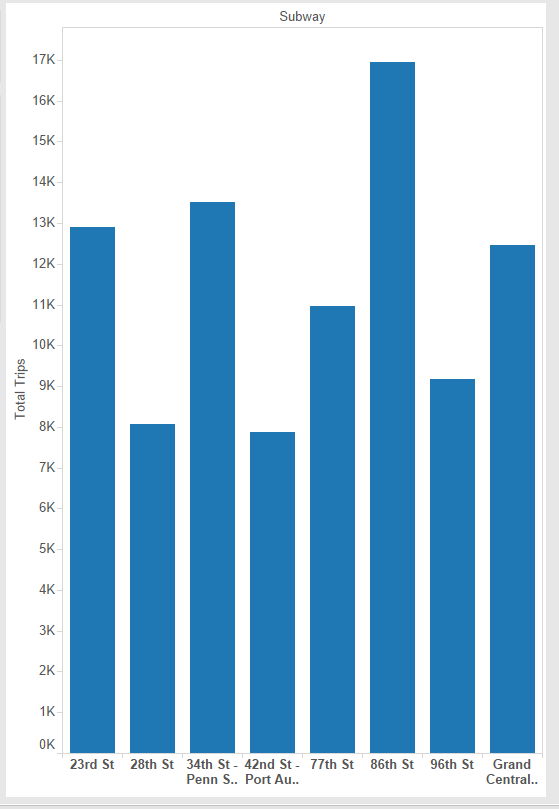 Subway
17K
16K
15K
14K
13K
12K
11K
10K
9K
8K
7K
6K
5K
4K
3K
2K
1K
0K
Total Trips
23rd St
28th St
34th St -
Penn S..
42nd St -
Port Au..
77th St
86th St
96th St
Grand
Central..